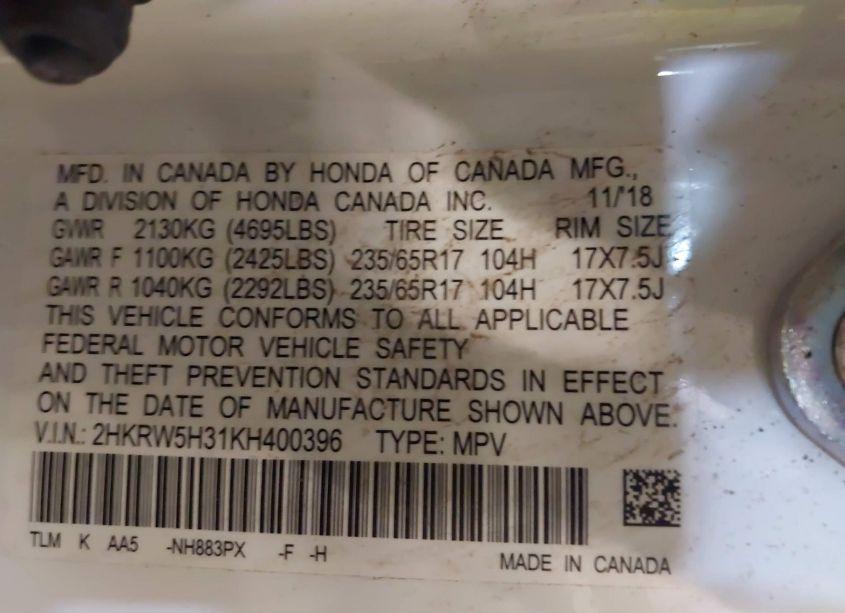 MFD. IN CANADA BY HONDA OF CANADA MFG.,
A DIVISION OF HONDA CANADA INC. 11/'18
GVWR 2130KG (4695LBS) TIRE SIZE RIM SIZE
GAWR F 1100KG (2425LBS) 235/65R17 104H 17X7.5J
GAWR R 1040KG (2292LBS) 235/65R17 104H 17X7.5J
THIS VEHICLE CONFORMS TO ALL APPLICABLE
FEDERAL MOTOR VEHICLE SAFETY
AND THEFT PREVENTION STANDARDS IN EFFECT
ON THE DATE OF MANUFACTURE SHOWN ABOVE.
V.I.N.: 2HKRW5H31KH400396 TYPE: MPV
TLM K AA5 -NH883PX -F -H
MADE IN CANADA